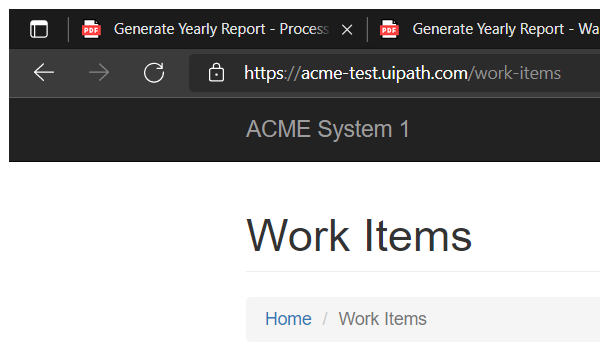 PDF Generate Yearly Report - Process PDF Generate Yearly Report - Wa
https://acme-test.uipath.com/work-items
ACME System 1
Work Items
Home / Work Items